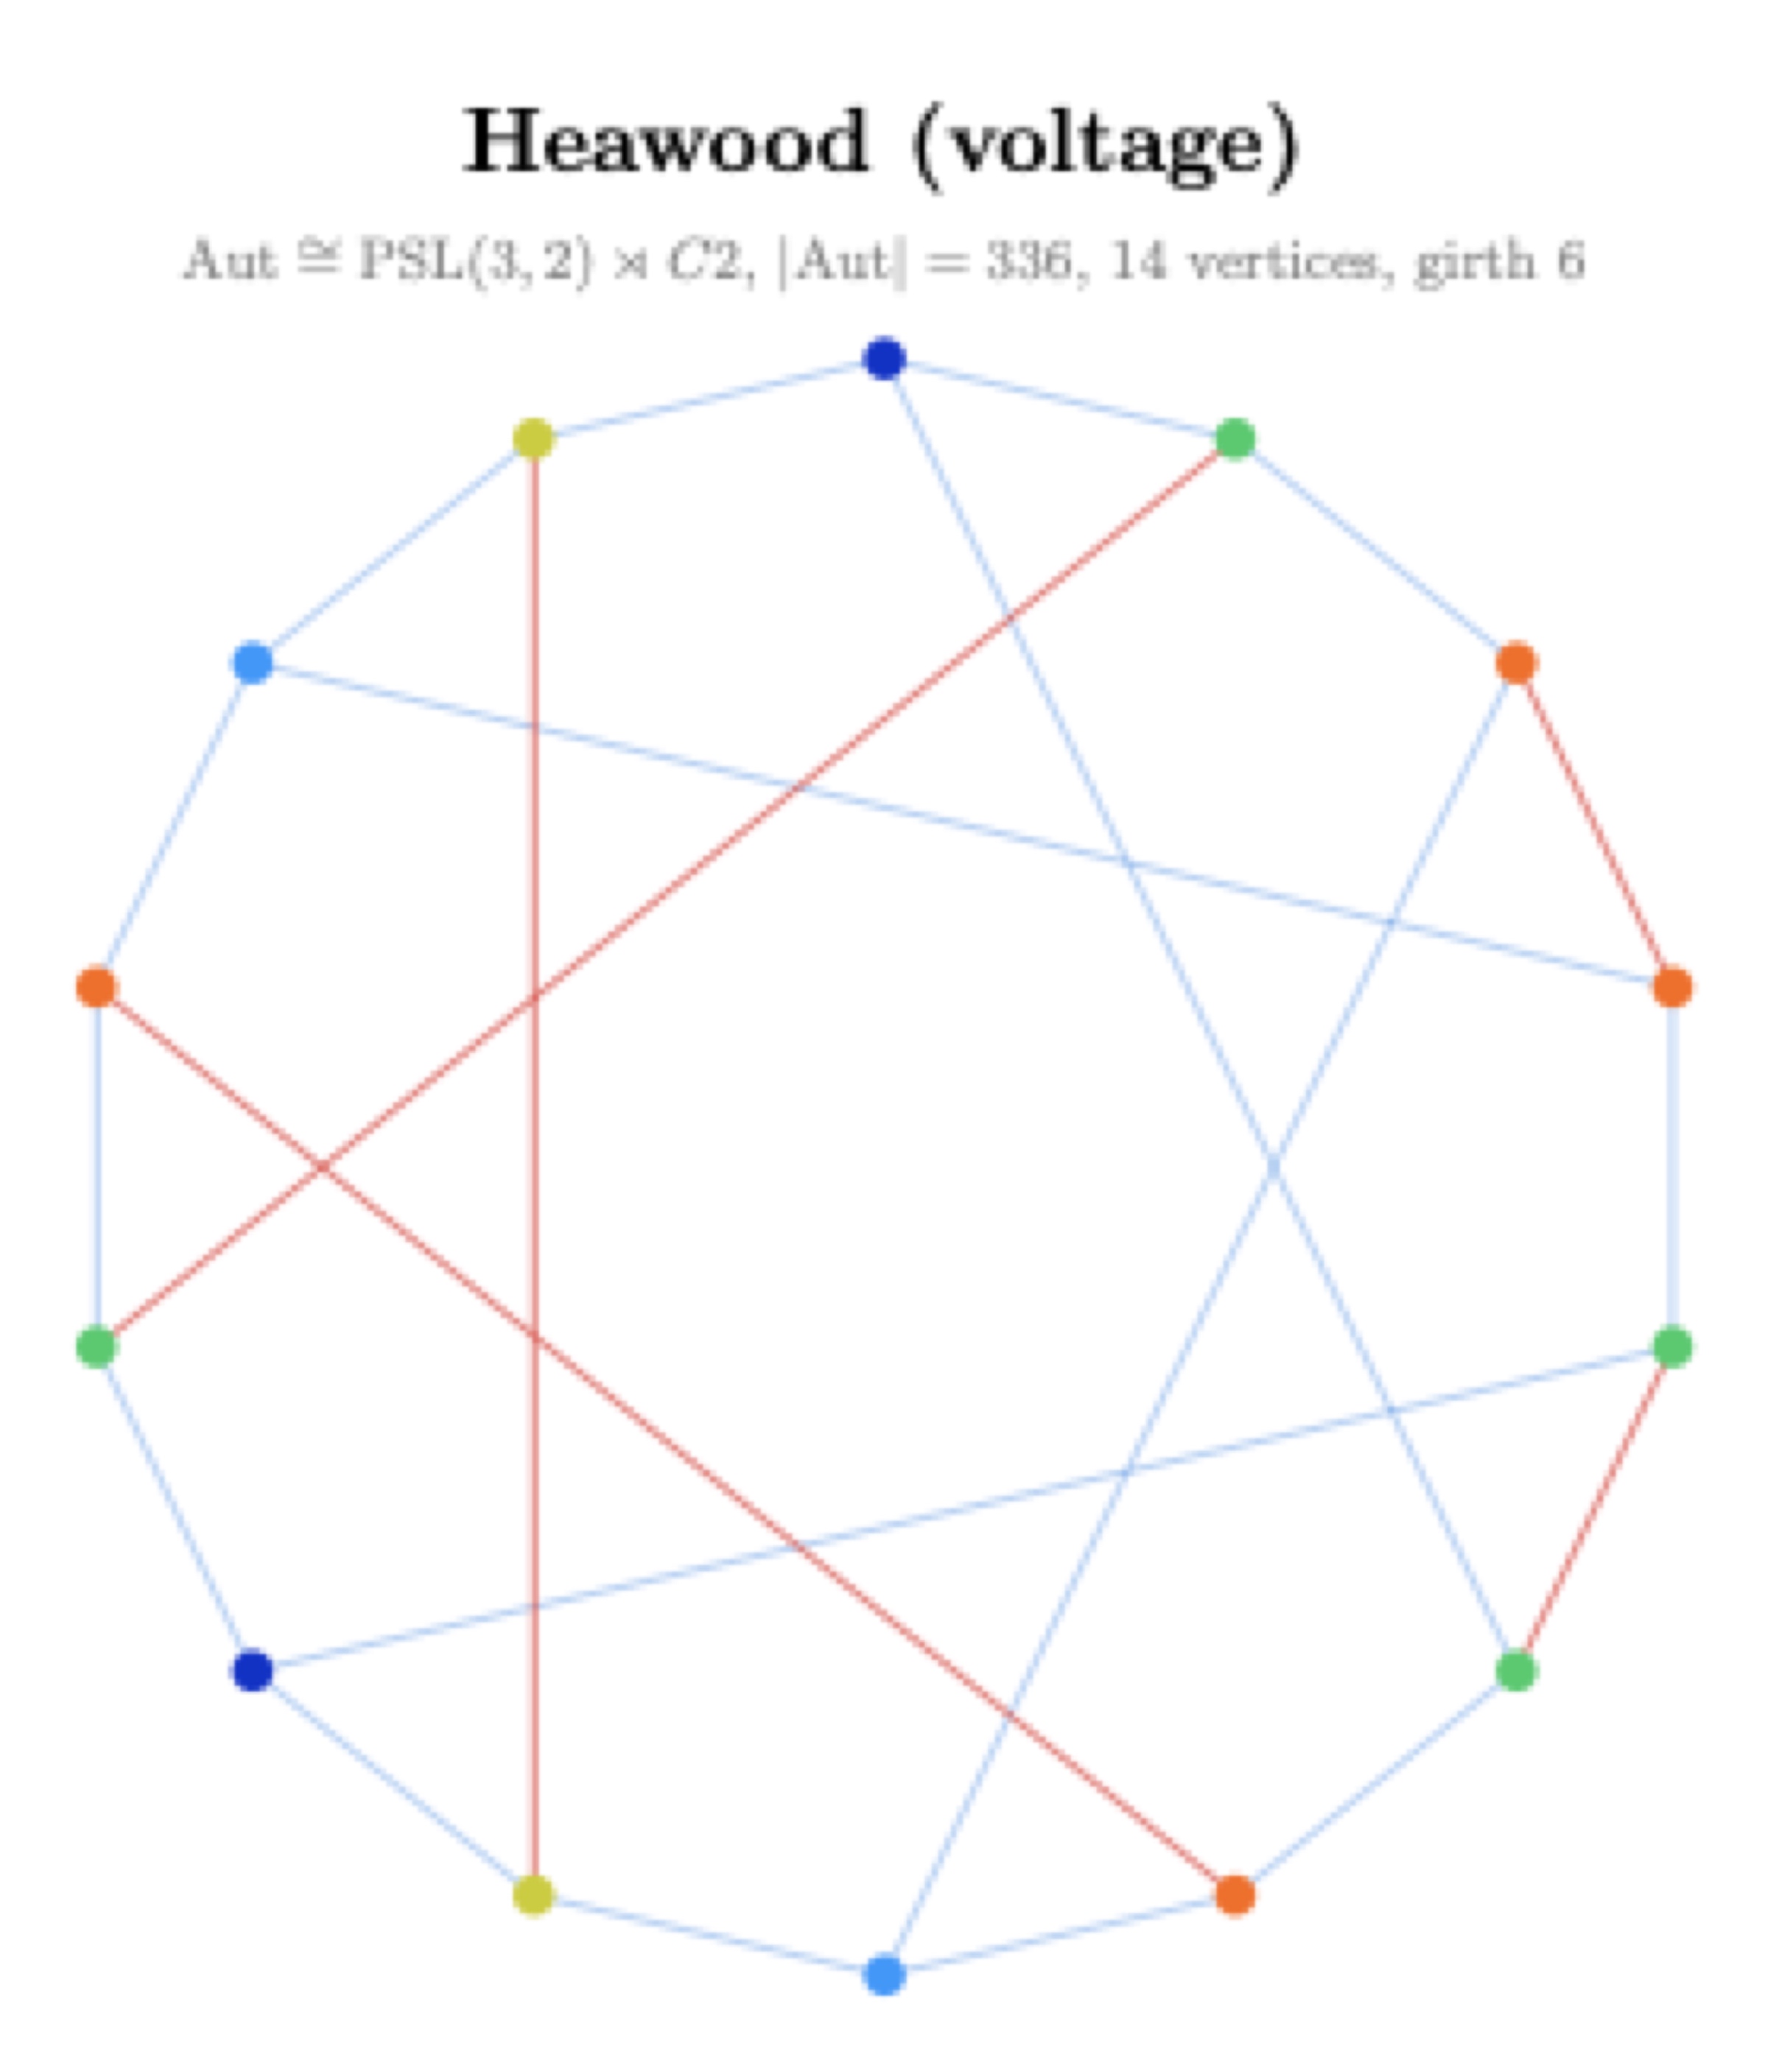 Heawood (voltage)
Aut ≅ PSL(3, 2) ⋊ C2, |Aut| = 336, 14 vertices, girth 6